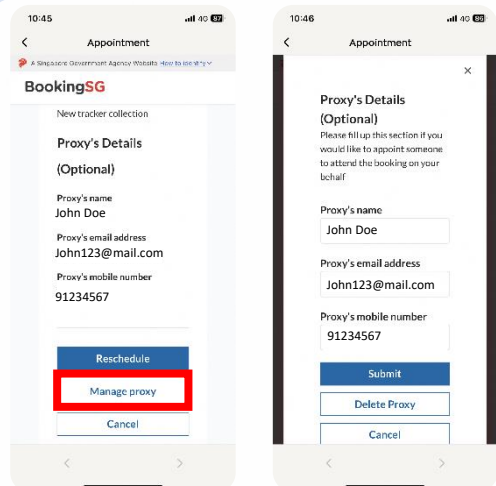 10:45
4G 87
Appointment
A Singapore Government Agency Website How to identify
BookingSG
New tracker collection
Proxy's Details
(Optional)
Proxy's name
John Doe
Proxy's email address
John123@mail.com
Proxy's mobile number
91234567
Reschedule
Manage proxy
Cancel
10:46
4G 86
Appointment
Proxy's Details
(Optional)
Please fill up this section if you
would like to appoint someone
to attend the booking on your
behalf
Proxy's name
John Doe
Proxy's email address
John123@mail.com
Proxy's mobile number
91234567
Submit
Delete Proxy
Cancel